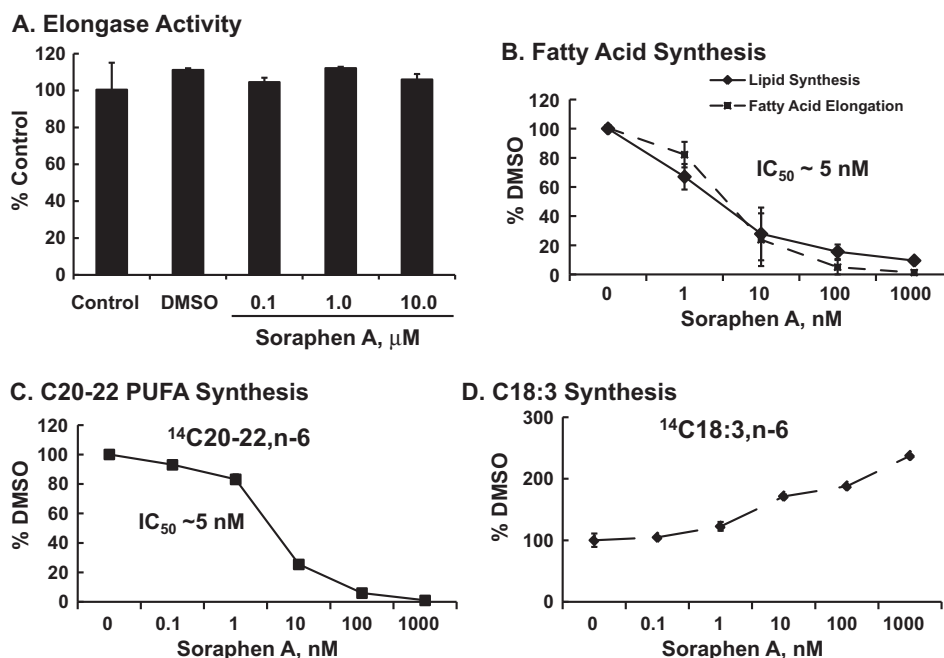 A. Elongase Activity
120
100
80
60
40
20
0
% Control
Control DMSO 0.1 1.0 10.0
Soraphen A, μM
B. Fatty Acid Synthesis
Lipid Synthesis
Fatty Acid Elongation
120
100
80
60
40
20
0
% DMSO
IC50 ~ 5 nM
0 1 10 100 1000
Soraphen A, nM
C. C20-22 PUFA Synthesis
14C20-22,n-6
120
100
80
60
40
20
0
% DMSO
IC50 ~5 nM
0 0.1 1 10 100 1000
Soraphen A, nM
D. C18:3 Synthesis
14C18:3,n-6
300
200
100
0
% DMSO
0 0.1 1 10 100 1000
Soraphen A, nM